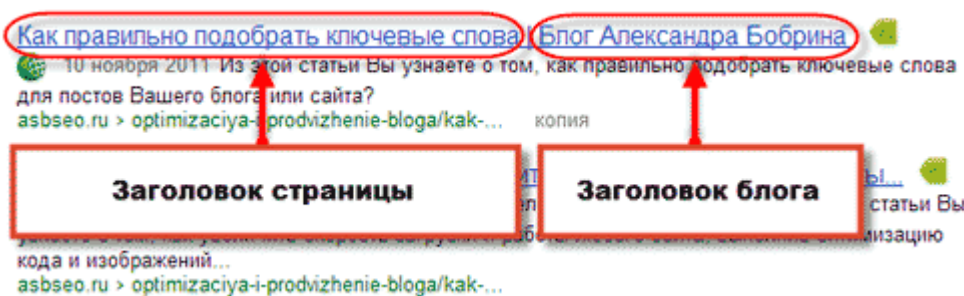 Как правильно подобрать ключевые слова | Блог Александра Бобрина
10 ноября 2011 Из этой статьи Вы узнаете о том, как правильно подобрать ключевые слова
для постов Вашего блога или сайта?
asbseo.ru › optimizaciya-i-prodvizhenie-bloga/kak-... копия
Заголовок страницы Заголовок блога
статьи Вы
кода и изображений...
asbseo.ru › optimizaciya-i-prodvizhenie-bloga/kak-...